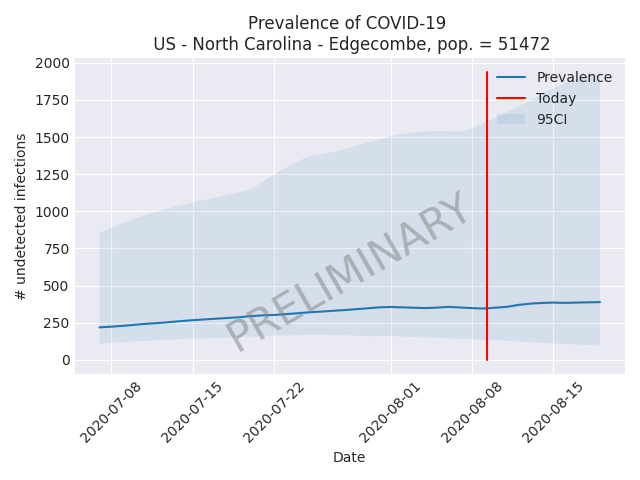 Prevalence of COVID-19
US - North Carolina - Edgecombe, pop. = 51472
2000
1750
1500
1250
1000
750
500
250
0
# undetected infections
Prevalence
Today
95CI
PRELIMINARY
2020-07-08
2020-07-15
2020-07-22
2020-08-01
2020-08-08
2020-08-15
Date